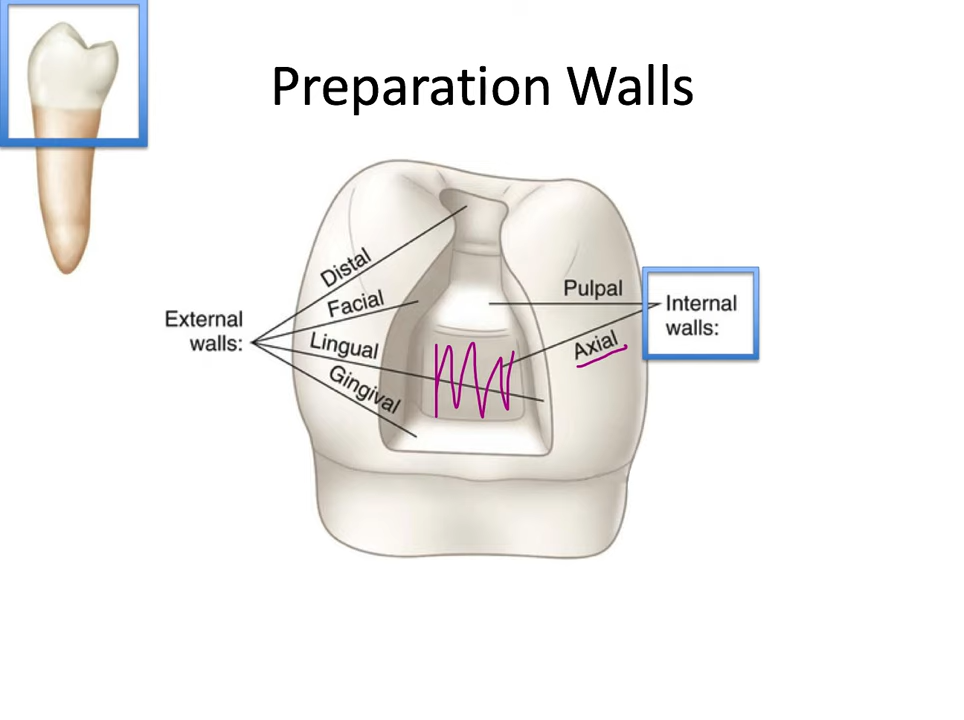 Preparation Walls
Distal
Facial
External
walls:
Lingual
Gingival
Pulpal
Internal
walls:
Axial